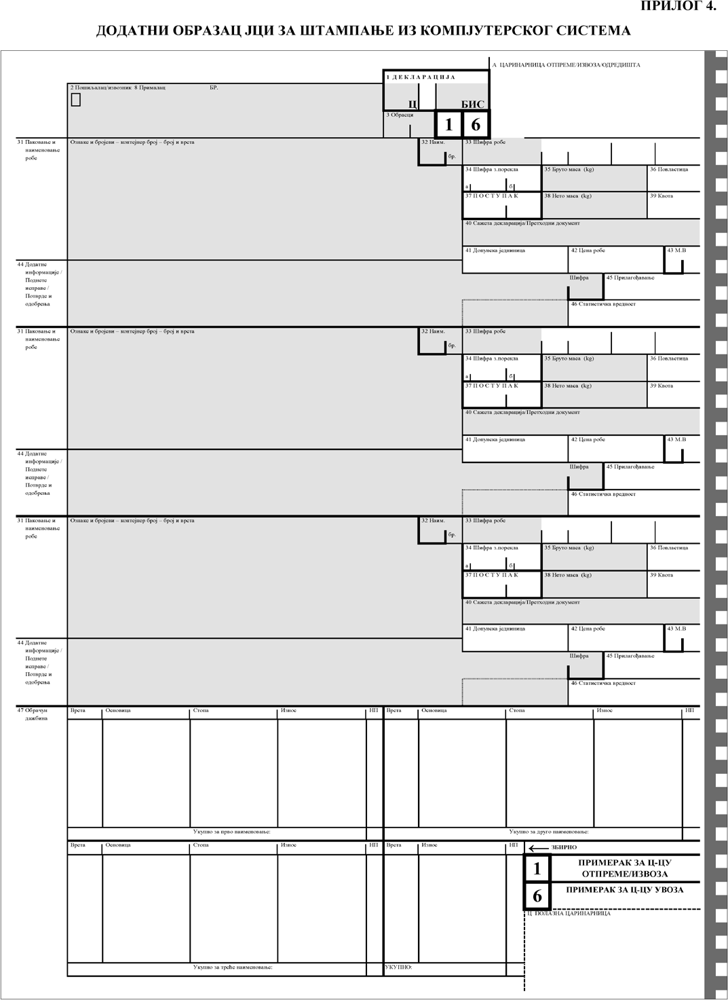 ПРИЛОГ 4.
ДОДАТНИ ОБРАЗАЦ ЈЦИ ЗА ШТАМПАЊЕ ИЗ КОМПЈУТЕРСКОГ СИСТЕМА
А ЦАРИНАРНИЦА ОТПРЕМЕ/ИЗВОЗА/ОДРЕДИШТА
1 ДЕКЛАРАЦИЈА
2 Пошиљалац/извозник 8 Прималац БР.
Ц БИС
3 Обрасци
1 6
31 Паковање и
наименовање
робе
Ознаке и бројеви – контејнер број – број и врста
32 Наим.
бр.
33 Шифра робе
34 Шифра з.порекла
а б
35 Бруто маса (kg)
36 Повластица
37 ПОСТУПАК
38 Нето маса (kg)
39 Квота
40 Сажета декларација/Претходни документ
41 Допунска јединица
42 Цена робе
43 М.В
44 Додатне
информације /
Поднете
исправе /
Потврде и
одобрења
Шифра
45 Прилагођавање
46 Статистичка вредност
31 Паковање и
наименовање
робе
Ознаке и бројеви – контејнер број – број и врста
32 Наим.
бр.
33 Шифра робе
34 Шифра з.порекла
а б
35 Бруто маса (kg)
36 Повластица
37 ПОСТУПАК
38 Нето маса (kg)
39 Квота
40 Сажета декларација/Претходни документ
41 Допунска јединица
42 Цена робе
43 М.В
44 Додатне
информације /
Поднете
исправе /
Потврде и
одобрења
Шифра
45 Прилагођавање
46 Статистичка вредност
31 Паковање и
наименовање
робе
Ознаке и бројеви – контејнер број – број и врста
32 Наим.
бр.
33 Шифра робе
34 Шифра з.порекла
а б
35 Бруто маса (kg)
36 Повластица
37 ПОСТУПАК
38 Нето маса (kg)
39 Квота
40 Сажета декларација/Претходни документ
41 Допунска јединица
42 Цена робе
43 М.В
44 Додатне
информације /
Поднете
исправе /
Потврде и
одобрења
Шифра
45 Прилагођавање
46 Статистичка вредност
47 Обрачун
дажбина
Врста Основица Стопа Износ НП Врста Основица Стопа Износ НП
Укупно за прво наименовање: Укупно за друго наименовање:
Врста Основица Стопа Износ НП Врста Износ НП
← ЗБИРНО
1 ПРИМЕРАК ЗА Ц-ЦУ
ОТПРЕМЕ/ИЗВОЗА
6 ПРИМЕРАК ЗА Ц-ЦУ УВОЗА
Ц ПОЛАЗНА ЦАРИНАРНИЦА
Укупно за треће наименовање: УКУПНО: